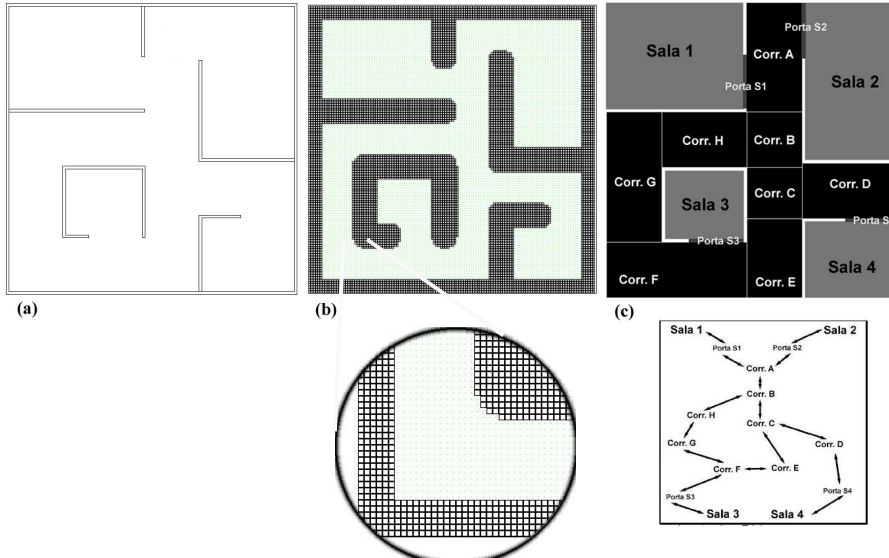 (a)
(b)
Sala 1
Corr. A
Porta S2
Porta S1
Sala 2
Corr. H
Corr. B
Corr. G
Sala 3
Corr. C
Corr. D
Porta S
Porta S3
Corr. F
Corr. E
Sala 4
(c)
Sala 1
Sala 2
Porta S1
Porta S2
Corr. A
Corr. B
Corr. H
Corr. C
Corr. G
Corr. D
Corr. F
Corr. E
Porta S3
Porta S4
Sala 3
Sala 4